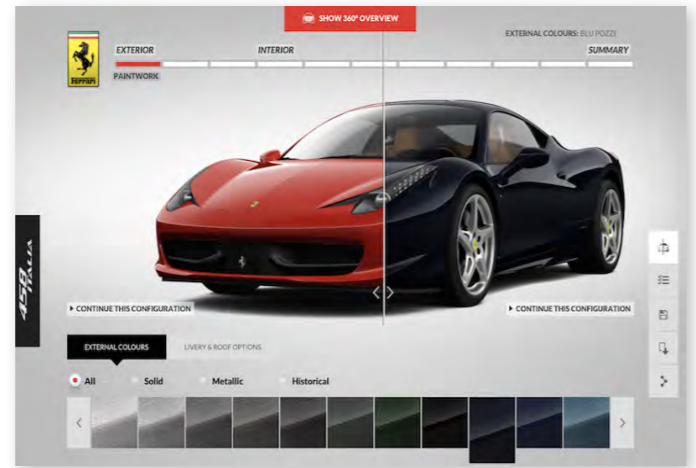 SHOW 360° OVERVIEW
EXTERNAL COLOURS: BLU POZZI
EXTERIOR
INTERIOR
SUMMARY
PAINTWORK
Ferrari
458
ITALIA
CONTINUE THIS CONFIGURATION
CONTINUE THIS CONFIGURATION
EXTERNAL COLOURS
LIVERY & ROOF OPTIONS
All
Solid
Metallic
Historical